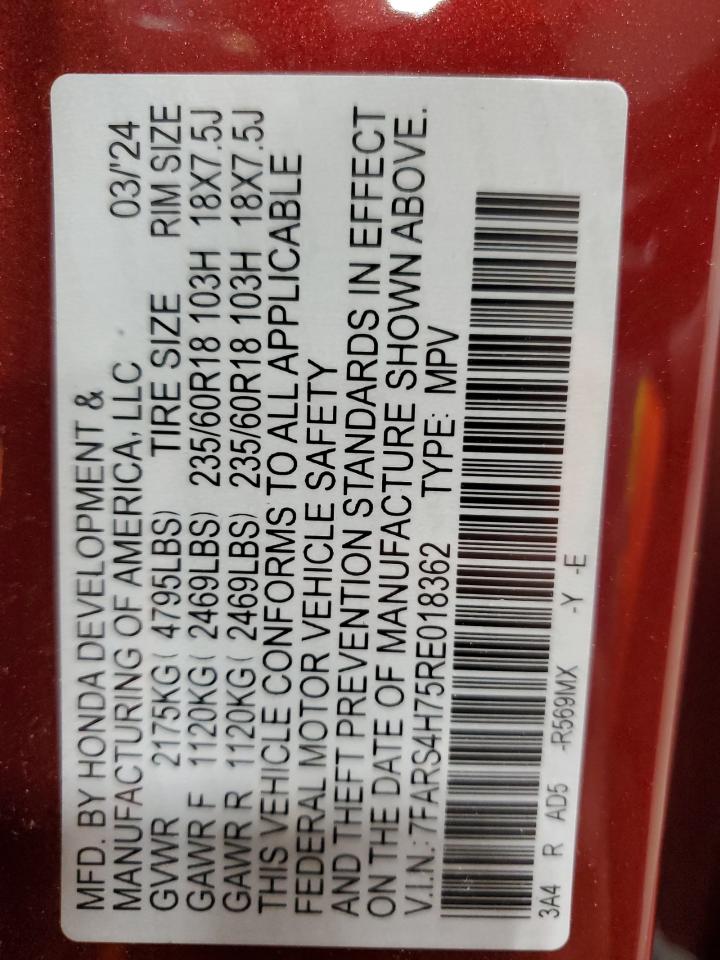 MFD. BY HONDA DEVELOPMENT &
MANUFACTURING OF AMERICA, LLC 03/'24
GVWR 2175KG( 4795LBS) TIRE SIZE RIM SIZE
GAWR F 1120KG( 2469LBS) 235/60R18 103H 18X7.5J
GAWR R 1120KG( 2469LBS) 235/60R18 103H 18X7.5J
THIS VEHICLE CONFORMS TO ALL APPLICABLE
FEDERAL MOTOR VEHICLE SAFETY
AND THEFT PREVENTION STANDARDS IN EFFECT
ON THE DATE OF MANUFACTURE SHOWN ABOVE.
V.I.N.: 7FARS4H75RE018362 TYPE: MPV
3A4 R AD5 -R569MX -Y -E